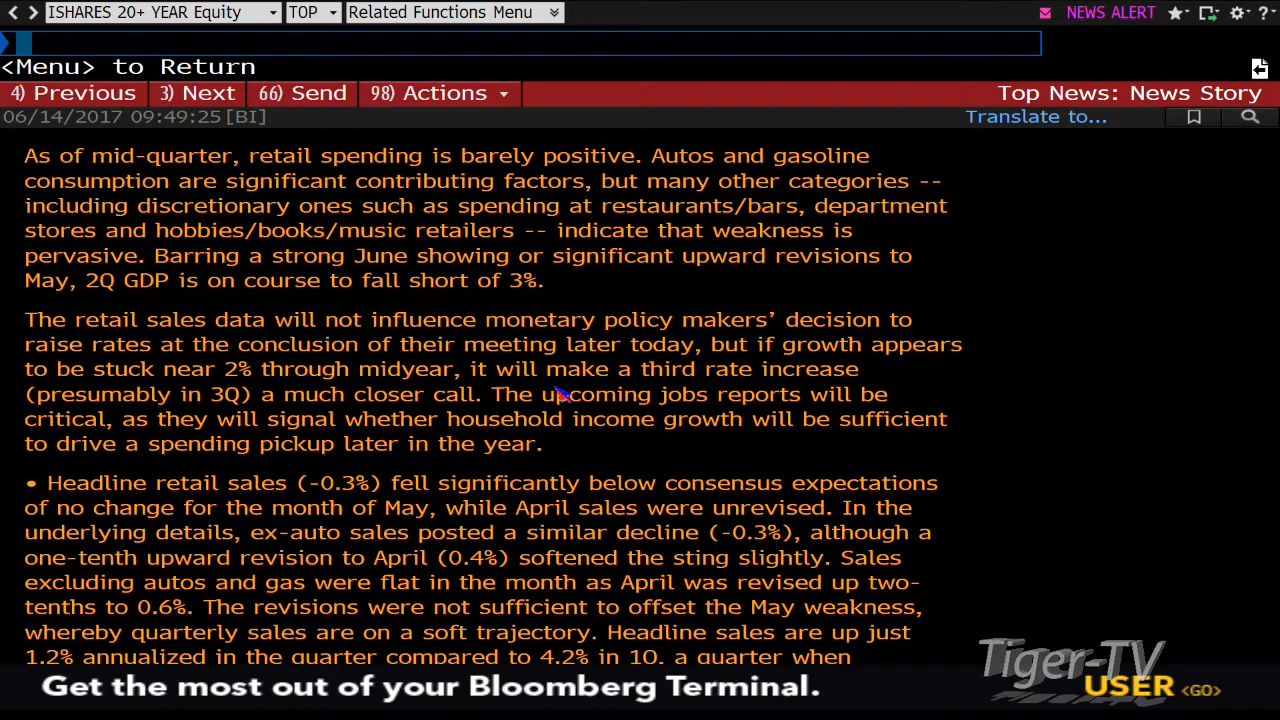 ISHARES 20+ YEAR Equity TOP Related Functions Menu NEWS ALERT
<Menu> to Return
4) Previous 3) Next 66) Send 98) Actions Top News: News Story
06/14/2017 09:49:25 [BI] Translate to...
As of mid-quarter, retail spending is barely positive. Autos and gasoline
consumption are significant contributing factors, but many other categories --
including discretionary ones such as spending at restaurants/bars, department
stores and hobbies/books/music retailers -- indicate that weakness is
pervasive. Barring a strong June showing or significant upward revisions to
May, 2Q GDP is on course to fall short of 3%.
The retail sales data will not influence monetary policy makers’ decision to
raise rates at the conclusion of their meeting later today, but if growth appears
to be stuck near 2% through midyear, it will make a third rate increase
(presumably in 3Q) a much closer call. The upcoming jobs reports will be
critical, as they will signal whether household income growth will be sufficient
to drive a spending pickup later in the year.
• Headline retail sales (-0.3%) fell significantly below consensus expectations
of no change for the month of May, while April sales were unrevised. In the
underlying details, ex-auto sales posted a similar decline (-0.3%), although a
one-tenth upward revision to April (0.4%) softened the sting slightly. Sales
excluding autos and gas were flat in the month as April was revised up two-
tenths to 0.6%. The revisions were not sufficient to offset the May weakness,
whereby quarterly sales are on a soft trajectory. Headline sales are up just
1.2% annualized in the quarter compared to 4.2% in 1Q, a quarter when
Tiger-TV
Get the most out of your Bloomberg Terminal. USER <GO>